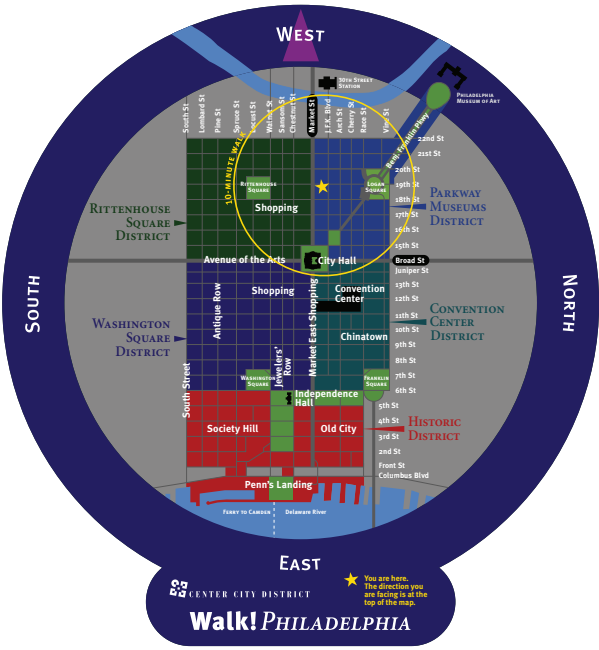 WEST
30TH STREET
STATION
PHILADELPHIA
MUSEUM OF ART
South St
Lombard St
Pine St
Spruce St
Locust St
Walnut St
Sansom St
Chestnut St
Market St
J.F.K. Blvd
Arch St
Cherry St
Race St
Vine St
Benj. Franklin Pkwy
10-MINUTE WALK
22nd St
21st St
20th St
19th St
18th St
17th St
16th St
15th St
Broad St
Juniper St
13th St
12th St
11th St
10th St
9th St
8th St
7th St
6th St
5th St
4th St
3rd St
2nd St
Front St
Columbus Blvd
RITTENHOUSE
SQUARE
LOGAN
SQUARE
Shopping
RITTENHOUSE
SQUARE
DISTRICT
PARKWAY
MUSEUMS
DISTRICT
Avenue of the Arts
City Hall
SOUTH
NORTH
Shopping
Convention
Center
Antique Row
Market East Shopping
CONVENTION
CENTER
DISTRICT
WASHINGTON
SQUARE
DISTRICT
Chinatown
Jewelers'
Row
South Street
WASHINGTON
SQUARE
FRANKLIN
SQUARE
Independence
Hall
Society Hill
Old City
HISTORIC
DISTRICT
Penn's Landing
FERRY TO CAMDEN
Delaware River
EAST
CENTER CITY DISTRICT
You are here.
The direction you
are facing is at the
top of the map.
Walk! PHILADELPHIA